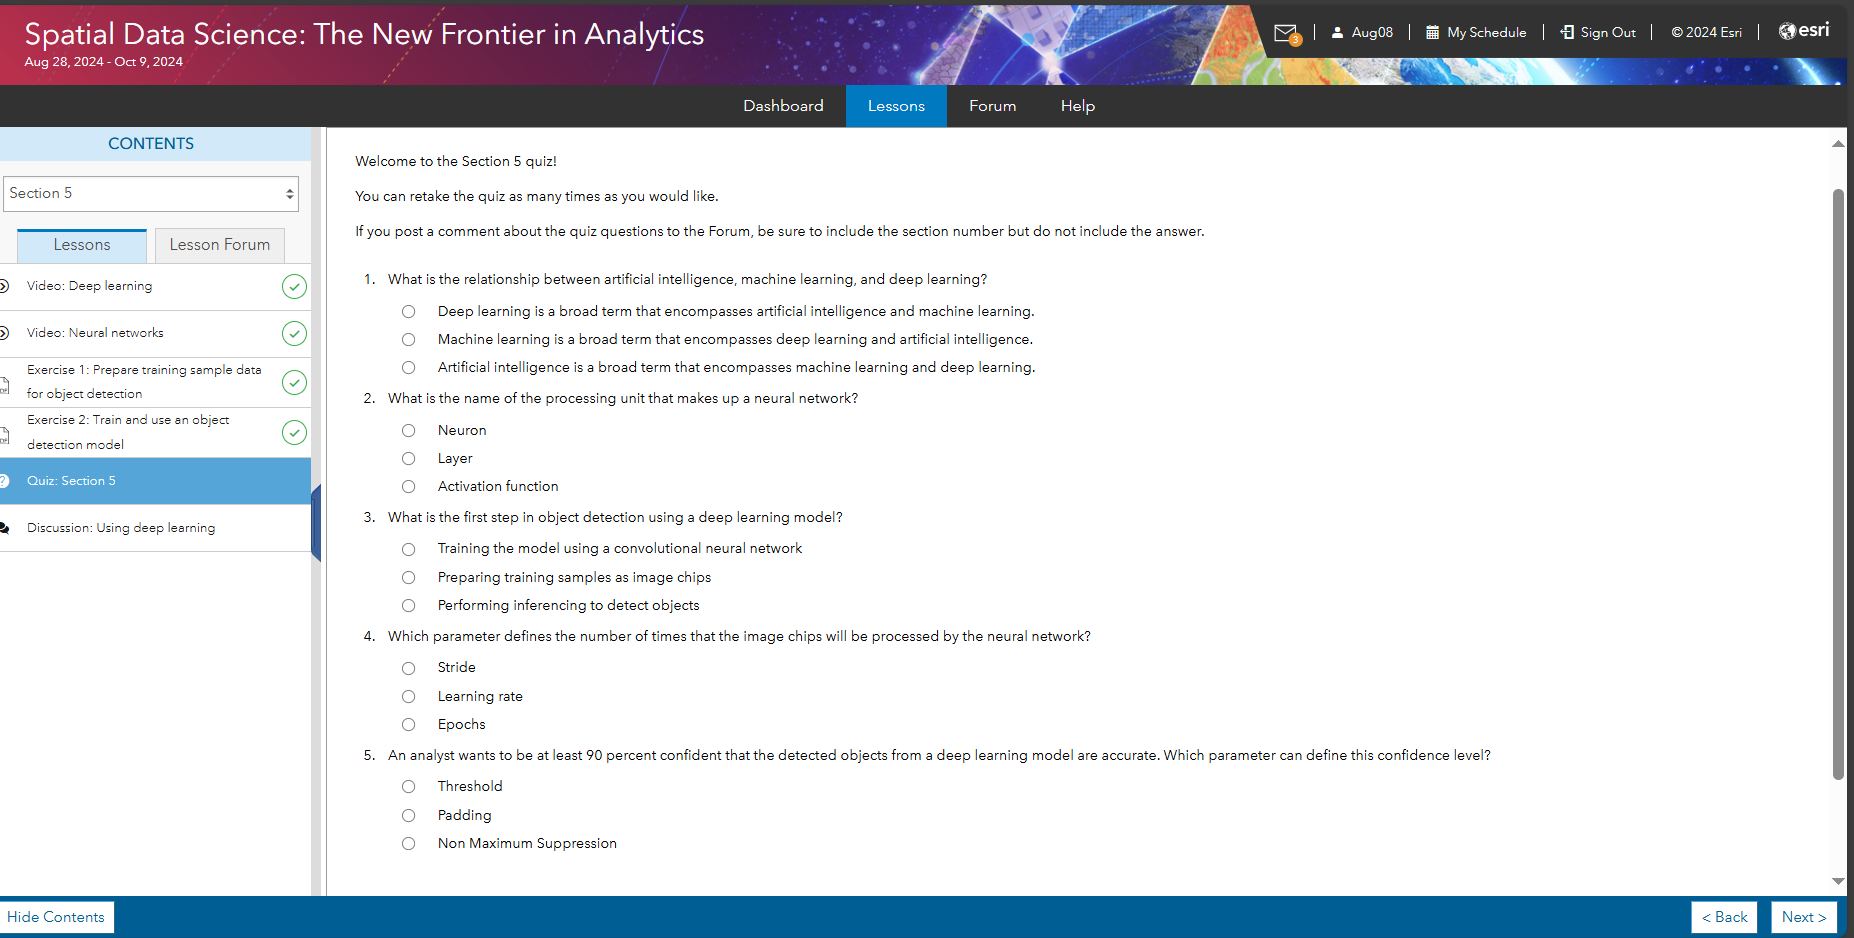 Spatial Data Science: The New Frontier in Analytics
Aug 28, 2024 - Oct 9, 2024
3 Aug08 My Schedule Sign Out © 2024 Esri esri
Dashboard Lessons Forum Help
CONTENTS
Section 5
Lessons Lesson Forum
Video: Deep learning
Video: Neural networks
Exercise 1: Prepare training sample data
for object detection
Exercise 2: Train and use an object
detection model
Quiz: Section 5
Discussion: Using deep learning
Welcome to the Section 5 quiz!
You can retake the quiz as many times as you would like.
If you post a comment about the quiz questions to the Forum, be sure to include the section number but do not include the answer.
1. What is the relationship between artificial intelligence, machine learning, and deep learning?
Deep learning is a broad term that encompasses artificial intelligence and machine learning.
Machine learning is a broad term that encompasses deep learning and artificial intelligence.
Artificial intelligence is a broad term that encompasses machine learning and deep learning.
2. What is the name of the processing unit that makes up a neural network?
Neuron
Layer
Activation function
3. What is the first step in object detection using a deep learning model?
Training the model using a convolutional neural network
Preparing training samples as image chips
Performing inferencing to detect objects
4. Which parameter defines the number of times that the image chips will be processed by the neural network?
Stride
Learning rate
Epochs
5. An analyst wants to be at least 90 percent confident that the detected objects from a deep learning model are accurate. Which parameter can define this confidence level?
Threshold
Padding
Non Maximum Suppression
Hide Contents
< Back Next >